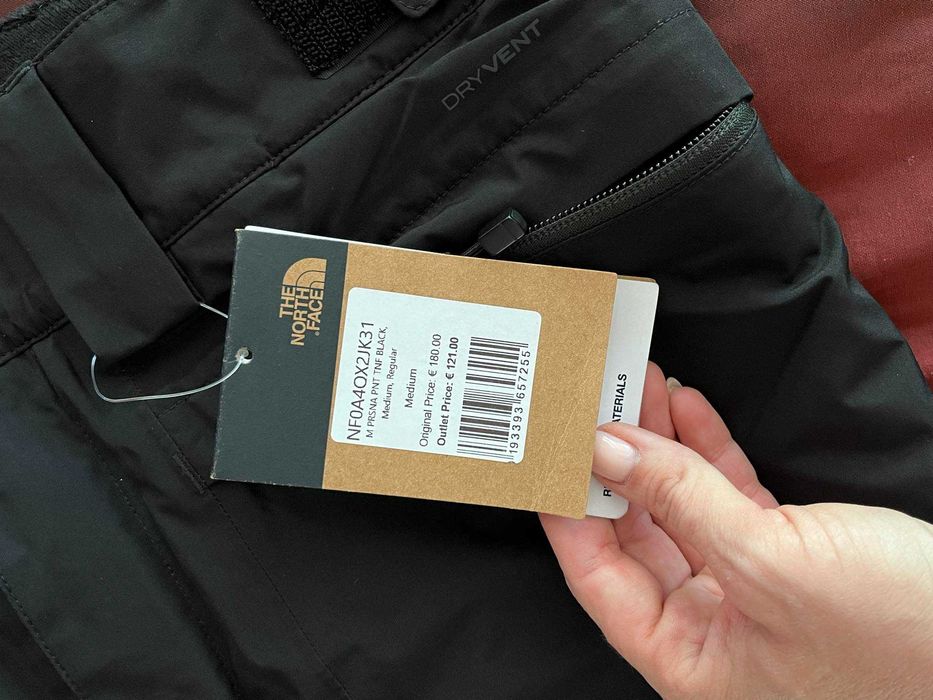 DRYVENT
THE
NORTH
FACE
NF0A4OX2JK31
M PRSNA PNT TNF BLACK,
Medium, Regular
Medium
Original Price: € 180.00
Outlet Price: € 121.00
193393657255